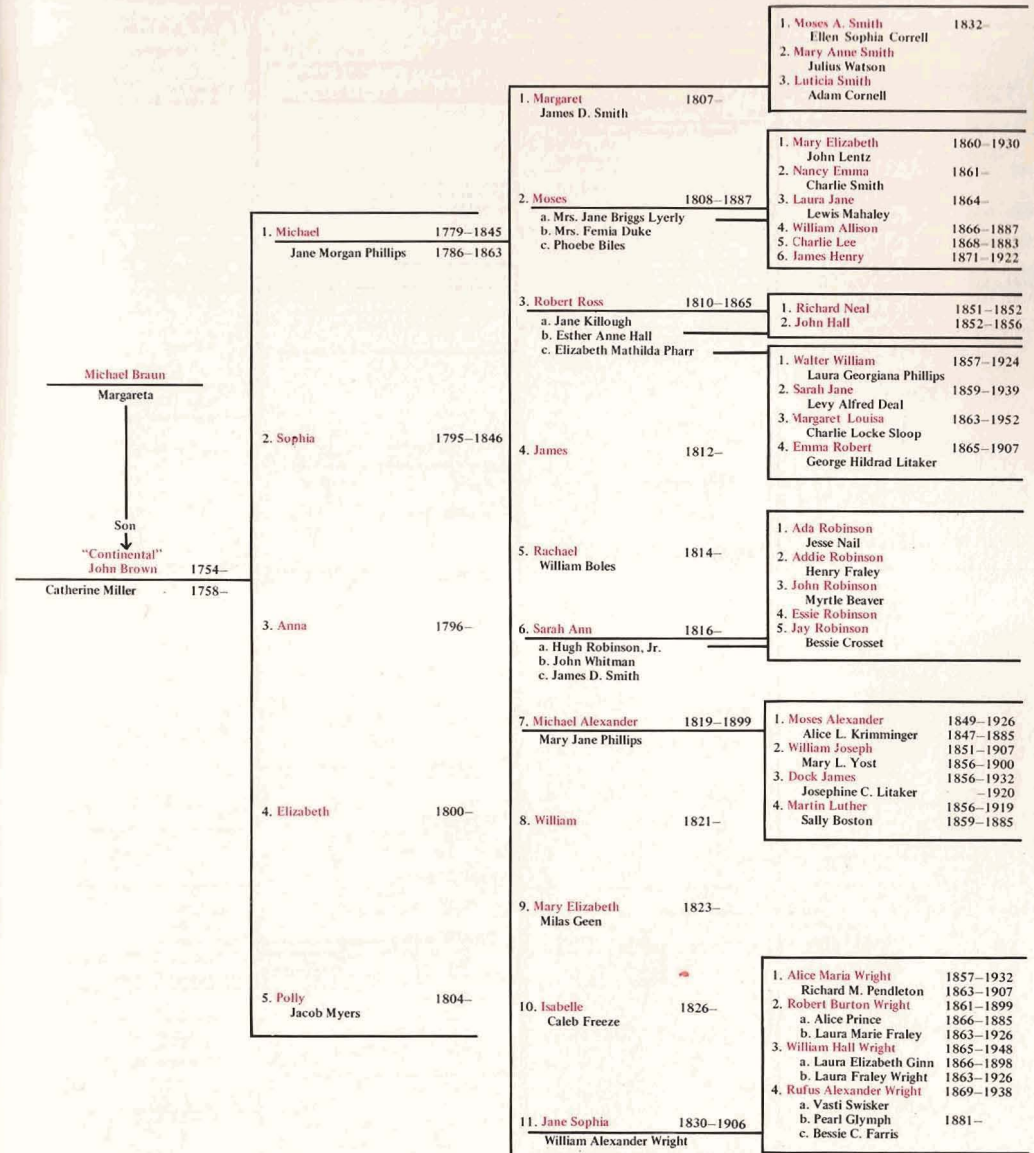 Michael Braun
Margareta
Son
"Continental"
John Brown 1754–
Catherine Miller 1758–
1. Michael 1779–1845
Jane Morgan Phillips 1786–1863
2. Sophia 1795–1846
3. Anna 1796–
4. Elizabeth 1800–
5. Polly 1804–
Jacob Myers
1. Margaret 1807–
James D. Smith
2. Moses 1808–1887
a. Mrs. Jane Briggs Lyerly
b. Mrs. Femia Duke
c. Phoebe Biles
3. Robert Ross 1810–1865
a. Jane Killough
b. Esther Anne Hall
c. Elizabeth Mathilda Pharr
4. James 1812–
5. Rachael 1814–
William Boles
6. Sarah Ann 1816–
a. Hugh Robinson, Jr.
b. John Whitman
c. James D. Smith
7. Michael Alexander 1819–1899
Mary Jane Phillips
8. William 1821–
9. Mary Elizabeth 1823–
Milas Geen
10. Isabelle 1826–
Caleb Freeze
11. Jane Sophia 1830–1906
William Alexander Wright
1. Moses A. Smith 1832–
Ellen Sophia Correll
2. Mary Anne Smith
Julius Watson
3. Luticia Smith
Adam Cornell
1. Mary Elizabeth 1860–1930
John Lentz
2. Nancy Emma 1861–
Charlie Smith
3. Laura Jane 1864–
Lewis Mahaley
4. William Allison 1866–1887
5. Charlie Lee 1868–1883
6. James Henry 1871–1922
1. Richard Neal 1851–1852
2. John Hall 1852–1856
1. Walter William 1857–1924
Laura Georgiana Phillips
2. Sarah Jane 1859–1939
Levy Alfred Deal
3. Margaret Louisa 1863–1952
Charlie Locke Sloop
4. Emma Robert 1865–1907
George Hildrad Litaker
1. Ada Robinson
Jesse Nail
2. Addie Robinson
Henry Fraley
3. John Robinson
Myrtle Beaver
4. Essie Robinson
5. Jay Robinson
Bessie Crosset
1. Moses Alexander 1849–1926
Alice L. Krimminger 1847–1885
2. William Joseph 1851–1907
Mary L. Yost 1856–1900
3. Dock James 1856–1932
Josephine C. Litaker –1920
4. Martin Luther 1856–1919
Sally Boston 1859–1885
1. Alice Maria Wright 1857–1932
Richard M. Pendleton 1863–1907
2. Robert Burton Wright 1861–1899
a. Alice Prince 1866–1885
b. Laura Marie Fraley 1863–1926
3. William Hall Wright 1865–1948
a. Laura Elizabeth Ginn 1866–1898
b. Laura Fraley Wright 1863–1926
4. Rufus Alexander Wright 1869–1938
a. Vasti Swisker
b. Pearl Glymph 1881–
c. Bessie C. Farris